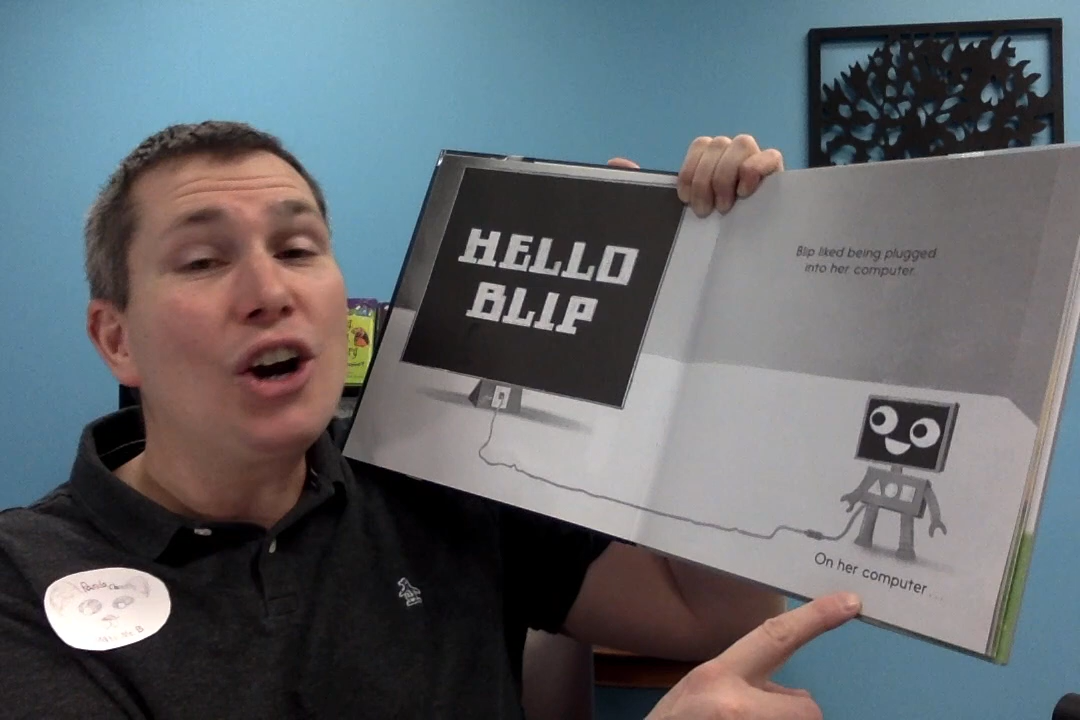 HELLO
BLIP
Blip liked being plugged
into her computer.
On her computer...